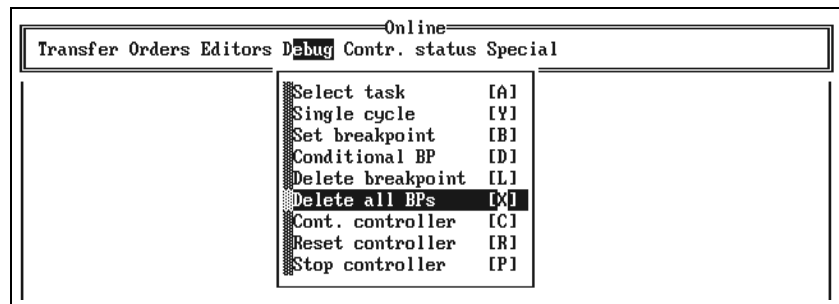 Online
Transfer Orders Editors Debug Contr. status Special
Select task [A]
Single cycle [Y]
Set breakpoint [B]
Conditional BP [D]
Delete breakpoint [L]
Delete all BPs [X]
Cont. controller [C]
Reset controller [R]
Stop controller [P]